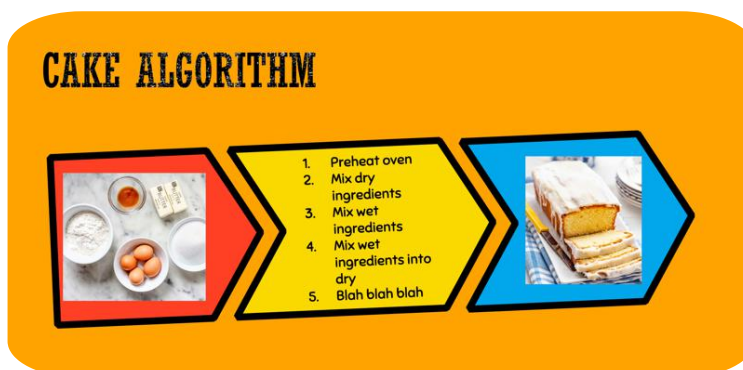 CAKE ALGORITHM
1. Preheat oven
2. Mix dry
ingredients
3. Mix wet
ingredients
4. Mix wet
ingredients into
dry
5. Blah blah blah